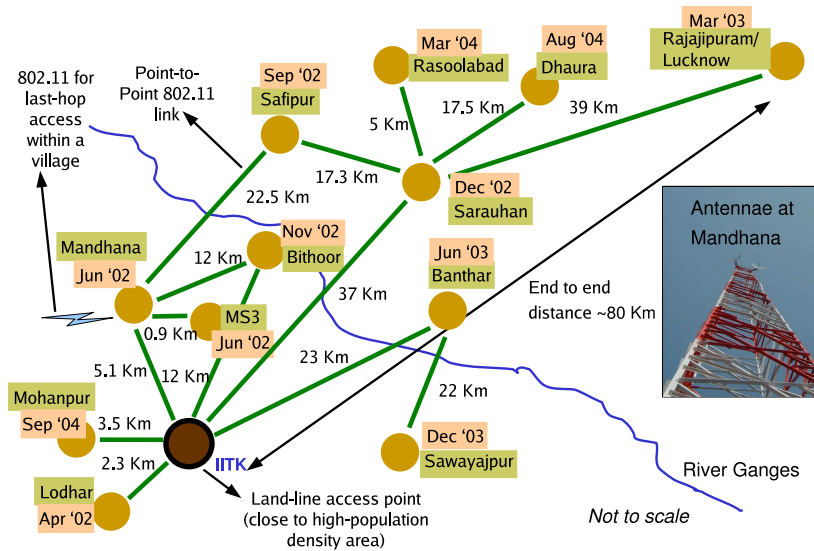 802.11 for
last-hop
access
within a
village
Point-to-
Point 802.11
link
Sep ‘02
Safipur
Mar ‘04
Rasoolabad
Aug ‘04
Dhaura
Mar ‘03
Rajajipuram/
Lucknow
5 Km
17.5 Km
39 Km
17.3 Km
22.5 Km
Dec ‘02
Sarauhan
Antennae at
Mandhana
Mandhana
Jun ‘02
12 Km
Nov ‘02
Bithoor
Jun ‘03
Banthar
37 Km
End to end
distance ~80 Km
MS3
Jun ‘02
0.9 Km
5.1 Km
12 Km
23 Km
22 Km
Mohanpur
Sep ‘04
3.5 Km
2.3 Km
IITK
Dec ‘03
Sawayajpur
Lodhar
Apr ‘02
Land-line access point
(close to high-population
density area)
River Ganges
Not to scale